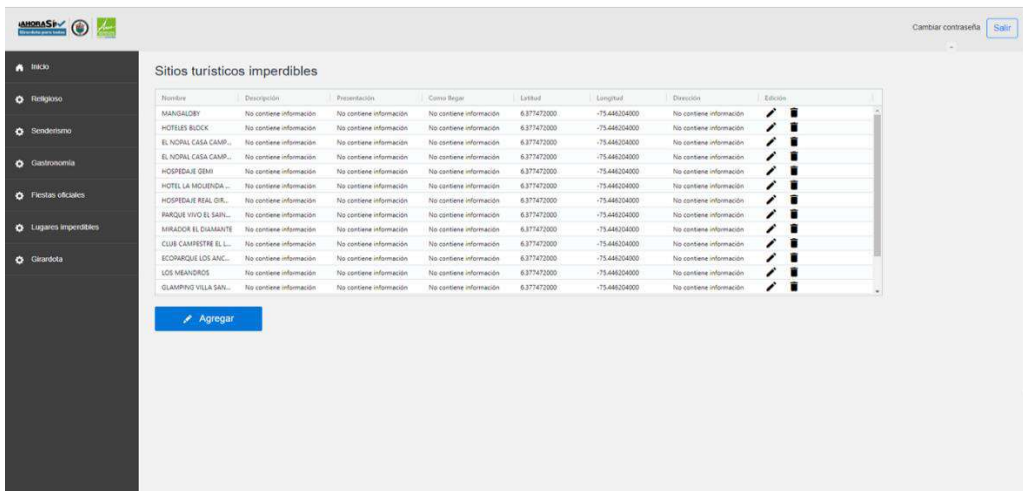 ¡AHORA SÍ!
Girardota para todos
Cambiar contraseña Salir
Inicio
Religioso
Senderismo
Gastronomía
Fiestas oficiales
Lugares imperdibles
Girardota
Sitios turísticos imperdibles
Nombre Descripción Presentación Como llegar Latitud Longitud Dirección Edición
MANGALOBY No contiene información No contiene información No contiene información 6.377472000 -75.446204000 No contiene información
HOTELES BLOCK No contiene información No contiene información No contiene información 6.377472000 -75.446204000 No contiene información
EL NOPAL CASA CAMP... No contiene información No contiene información No contiene información 6.377472000 -75.446204000 No contiene información
EL NOPAL CASA CAMP... No contiene información No contiene información No contiene información 6.377472000 -75.446204000 No contiene información
HOSPEDAJE GEMI No contiene información No contiene información No contiene información 6.377472000 -75.446204000 No contiene información
HOTEL LA MOLIENDA ... No contiene información No contiene información No contiene información 6.377472000 -75.446204000 No contiene información
HOSPEDAJE REAL GIR... No contiene información No contiene información No contiene información 6.377472000 -75.446204000 No contiene información
PARQUE VIVO EL SAIN... No contiene información No contiene información No contiene información 6.377472000 -75.446204000 No contiene información
MIRADOR EL DIAMANTE No contiene información No contiene información No contiene información 6.377472000 -75.446204000 No contiene información
CLUB CAMPESTRE EL L... No contiene información No contiene información No contiene información 6.377472000 -75.446204000 No contiene información
ECOPARQUE LOS ANC... No contiene información No contiene información No contiene información 6.377472000 -75.446204000 No contiene información
LOS MEANDROS No contiene información No contiene información No contiene información 6.377472000 -75.446204000 No contiene información
GLAMPING VILLA SAN... No contiene información No contiene información No contiene información 6.377472000 -75.446204000 No contiene información
Agregar